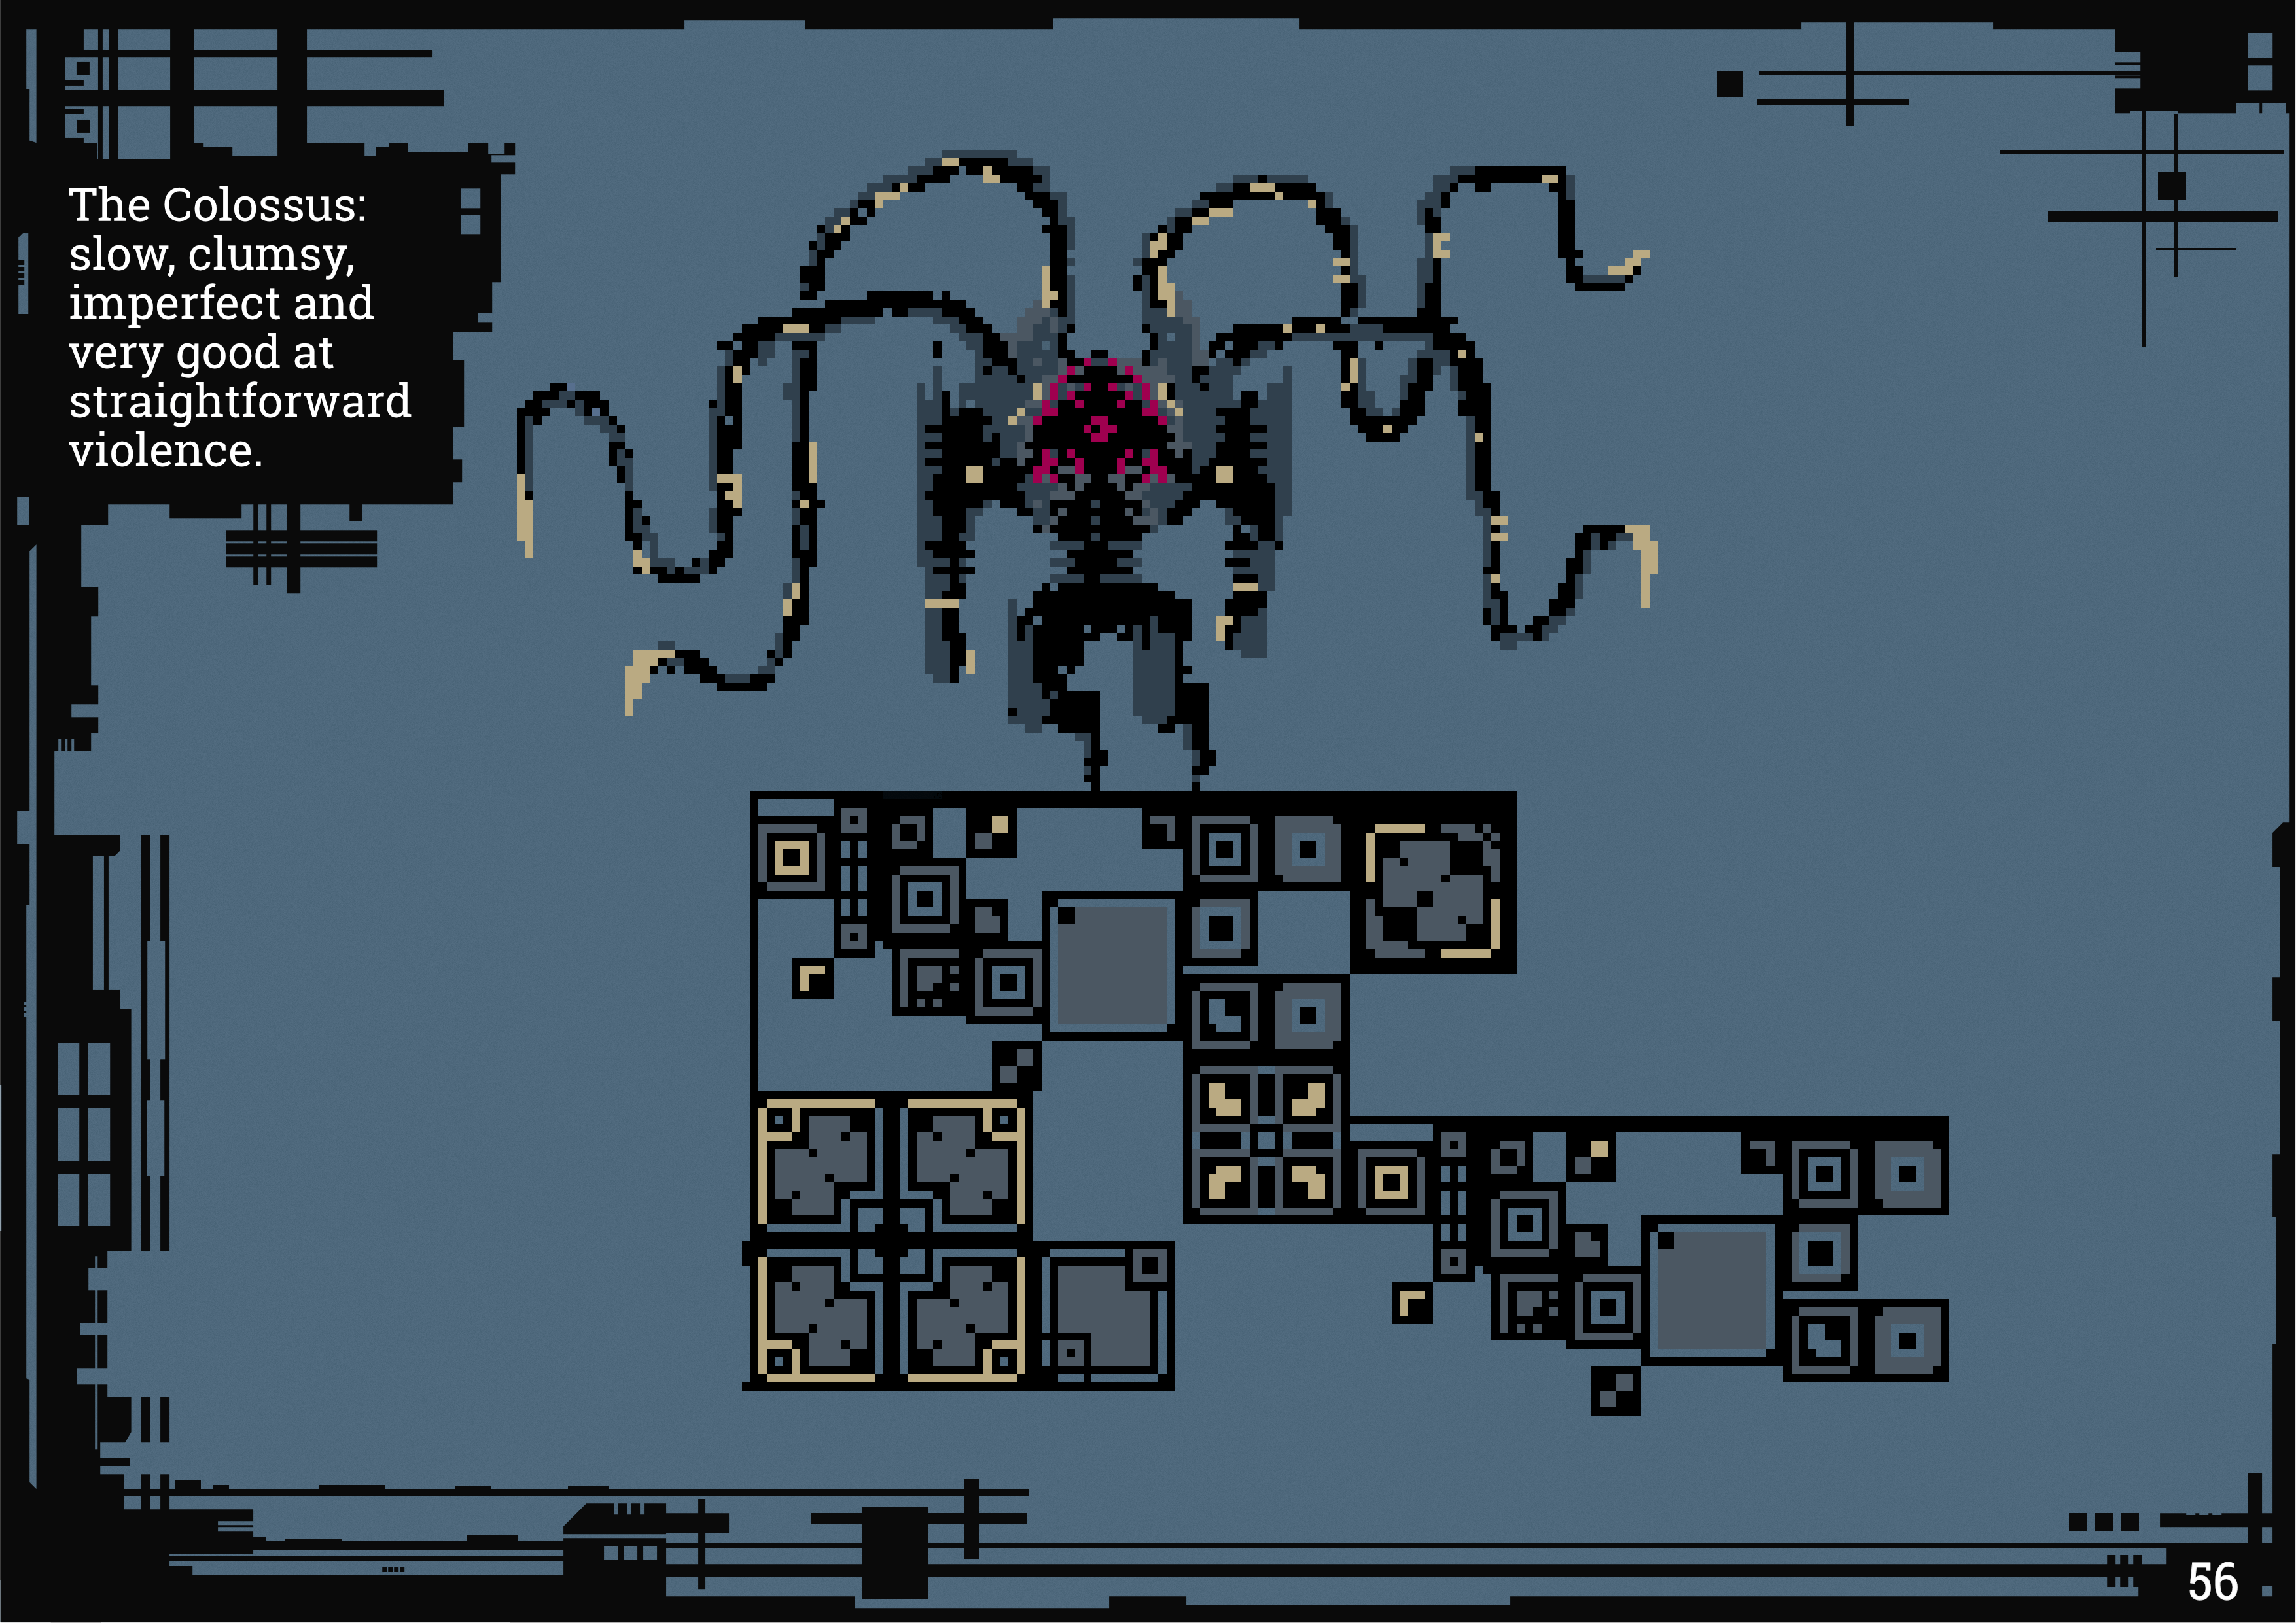 The Colossus:
slow, clumsy,
imperfect and
very good at
straightforward
violence.
56